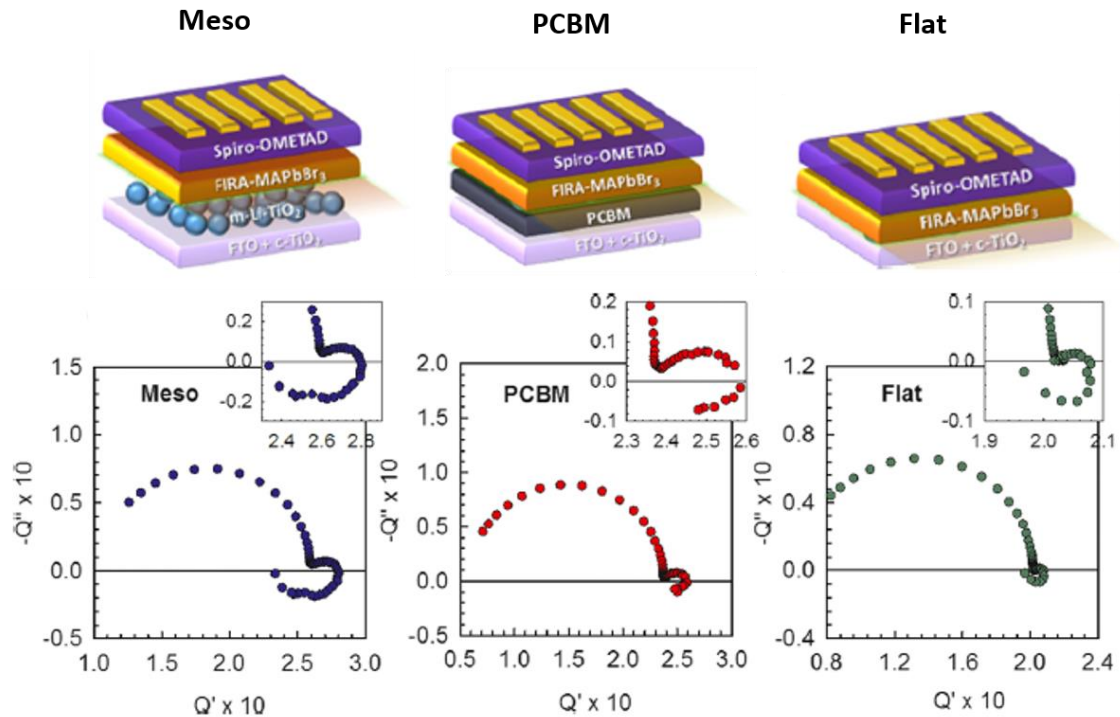 Meso
PCBM
Flat
Spiro-OMETAD
FIRA-MAPbBr3
m-Li-TiO2
FTO + c-TiO2
Spiro-OMETAD
FIRA-MAPbBr3
PCBM
FTO + c-TiO2
Spiro-OMETAD
FIRA-MAPbBr3
FTO + c-TiO2
0.2
0.0
-0.2
2.4 2.6 2.8
1.5
1.0
0.5
0.0
-0.5
Meso
-Q'' x 10
1.0 1.5 2.0 2.5 3.0
Q' x 10
0.2
0.1
0.0
-0.1
2.3 2.4 2.5 2.6
2.0
1.5
1.0
0.5
0.0
-0.5
PCBM
-Q'' x 10
0.5 1.0 1.5 2.0 2.5 3.0
Q' x 10
0.1
0.0
-0.1
1.9 2.0 2.1
1.2
0.8
0.4
0.0
-0.4
Flat
-Q'' x 10
0.8 1.2 1.6 2.0 2.4
Q' x 10